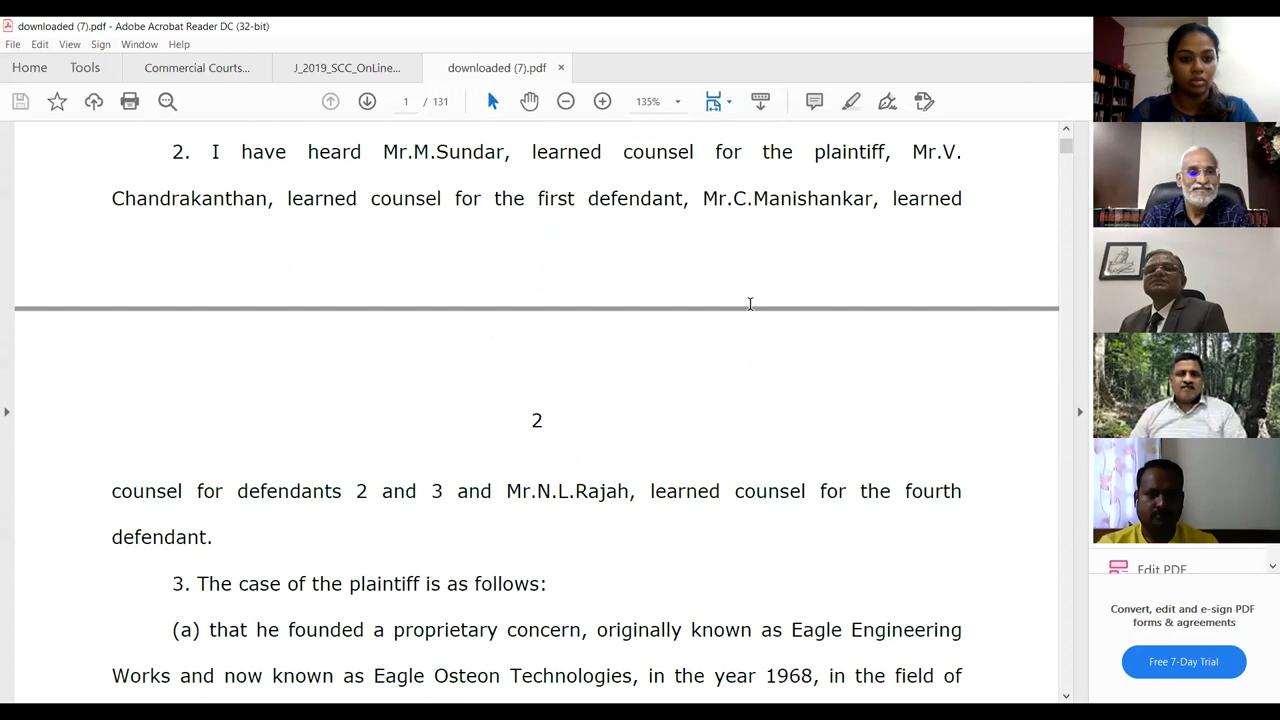 downloaded (7).pdf - Adobe Acrobat Reader DC (32-bit)
File Edit View Sign Window Help
Home Tools Commercial Courts... J_2019_SCC_OnLine... downloaded (7).pdf ×
1 / 131 135%
2. I have heard Mr.M.Sundar, learned counsel for the plaintiff, Mr.V.
Chandrakanthan, learned counsel for the first defendant, Mr.C.Manishankar, learned
2
counsel for defendants 2 and 3 and Mr.N.L.Rajah, learned counsel for the fourth
defendant.
3. The case of the plaintiff is as follows:
(a) that he founded a proprietary concern, originally known as Eagle Engineering
Works and now known as Eagle Osteon Technologies, in the year 1968, in the field of
Edit PDF
Convert, edit and e-sign PDF
forms & agreements
Free 7-Day Trial